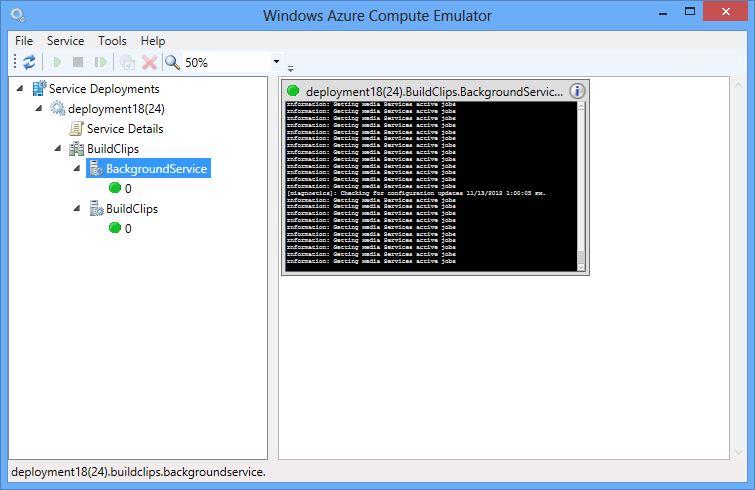 Windows Azure Compute Emulator
File Service Tools Help
50%
Service Deployments
deployment18(24)
Service Details
BuildClips
BackgroundService
0
BuildClips
0
deployment18(24).BuildClips.BackgroundServic...
Information: Getting media Services active jobs
Information: Getting media Services active jobs
Information: Getting media Services active jobs
Information: Getting media Services active jobs
Information: Getting media Services active jobs
Information: Getting media Services active jobs
Information: Getting media Services active jobs
Information: Getting media Services active jobs
Information: Getting media Services active jobs
Information: Getting media Services active jobs
Information: Getting media Services active jobs
Information: Getting media Services active jobs
Information: Getting media Services active jobs
[Diagnostics]: Checking for configuration updates 11/13/2012 1:00:05
Information: Getting media Services active jobs
Information: Getting media Services active jobs
Information: Getting media Services active jobs
Information: Getting media Services active jobs
Information: Getting media Services active jobs
Information: Getting media Services active jobs
Information: Getting media Services active jobs
Information: Getting media Services active jobs
Information: Getting media Services active jobs
Information: Getting media Services active jobs
deployment18(24).buildclips.backgroundservice.